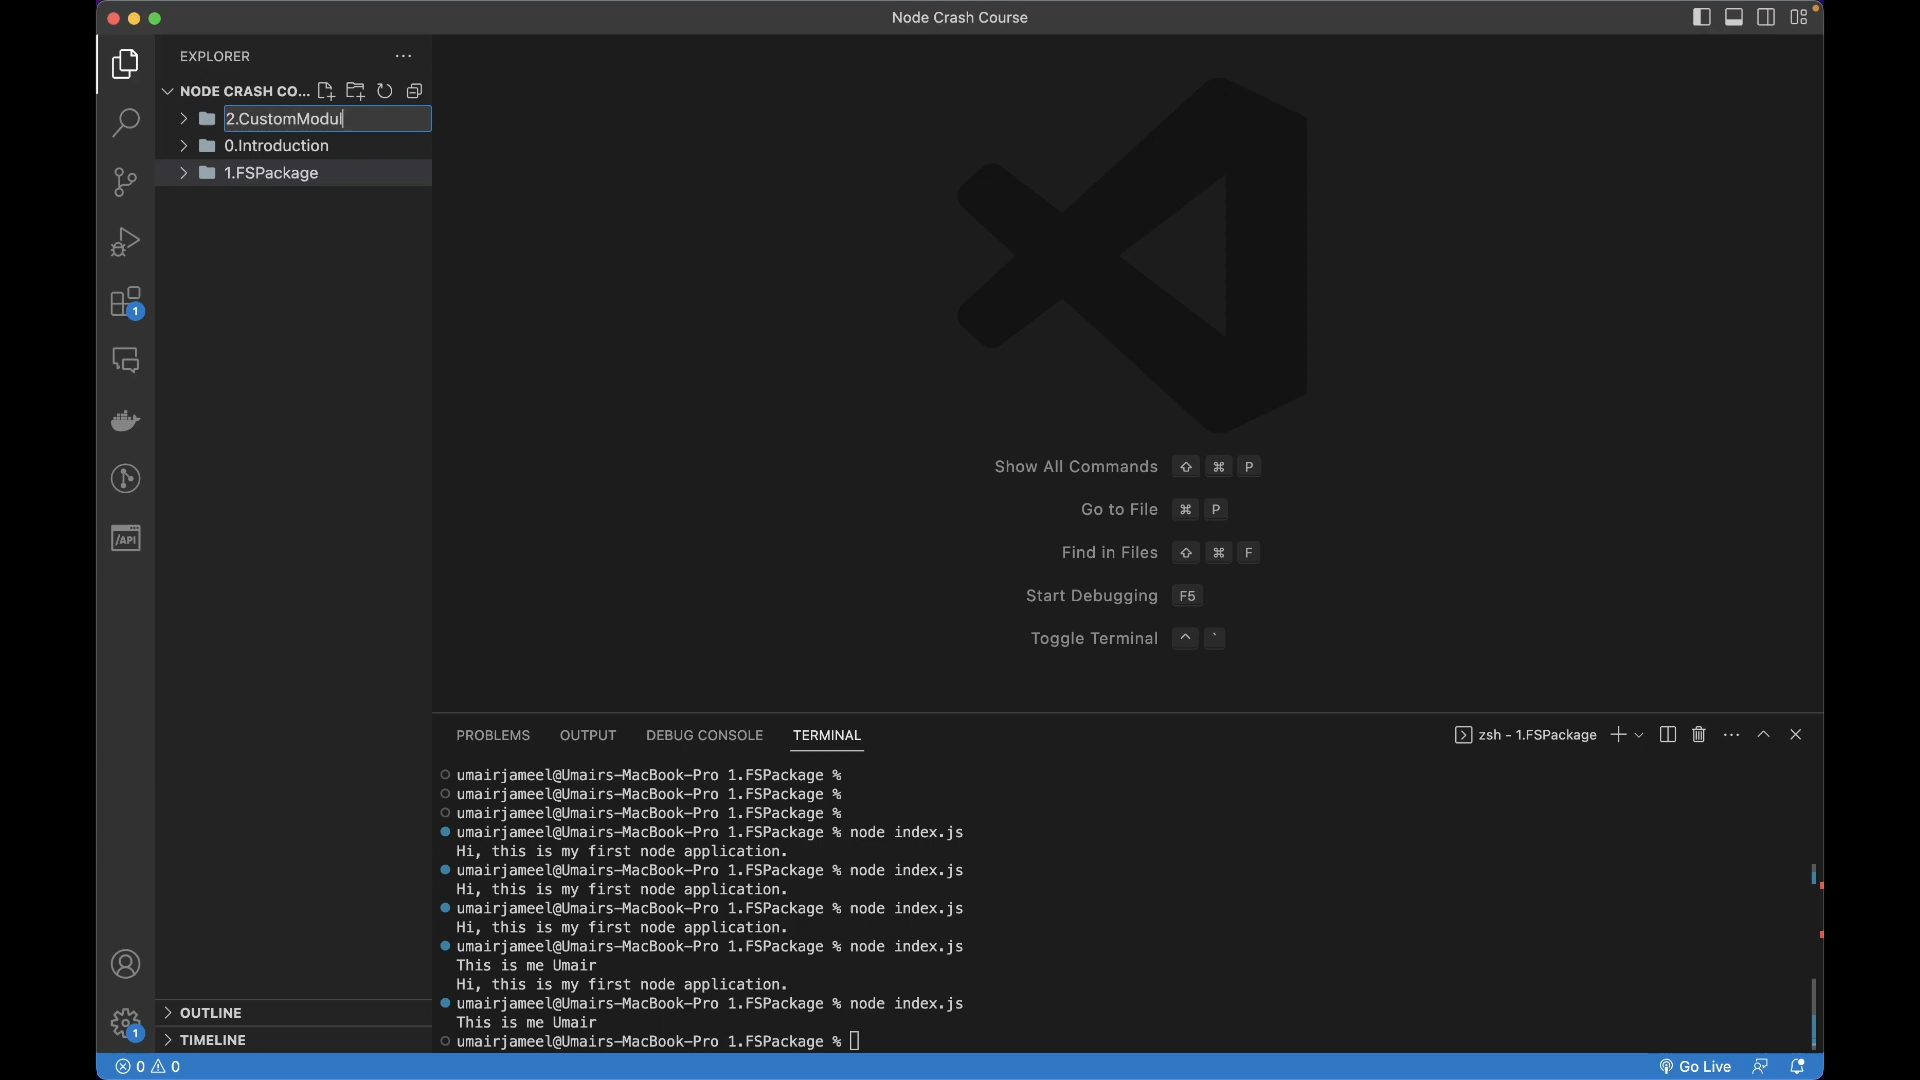 Node Crash Course
EXPLORER
NODE CRASH CO...
2.CustomModul
0.Introduction
1.FSPackage
1
/API
Show All Commands ⇧ ⌘ P
Go to File ⌘ P
Find in Files ⇧ ⌘ F
Start Debugging F5
Toggle Terminal ^ `
PROBLEMS OUTPUT DEBUG CONSOLE TERMINAL
zsh - 1.FSPackage
umairjameel@Umairs-MacBook-Pro 1.FSPackage %
umairjameel@Umairs-MacBook-Pro 1.FSPackage %
umairjameel@Umairs-MacBook-Pro 1.FSPackage %
umairjameel@Umairs-MacBook-Pro 1.FSPackage % node index.js
Hi, this is my first node application.
umairjameel@Umairs-MacBook-Pro 1.FSPackage % node index.js
Hi, this is my first node application.
umairjameel@Umairs-MacBook-Pro 1.FSPackage % node index.js
Hi, this is my first node application.
umairjameel@Umairs-MacBook-Pro 1.FSPackage % node index.js
This is me Umair
Hi, this is my first node application.
umairjameel@Umairs-MacBook-Pro 1.FSPackage % node index.js
This is me Umair
umairjameel@Umairs-MacBook-Pro 1.FSPackage %
OUTLINE
TIMELINE
1
0 0
Go Live